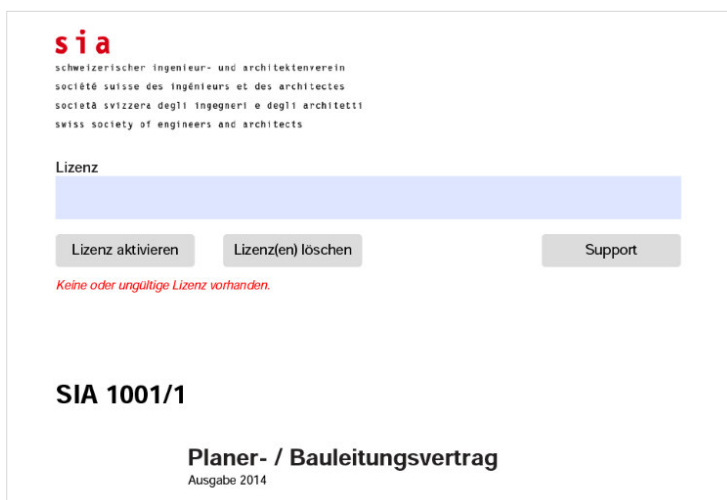 sia
schweizerischer ingenieur- und architektenverein
société suisse des ingénieurs et des architectes
società svizzera degli ingegneri e degli architetti
swiss society of engineers and architects
Lizenz
Lizenz aktivieren Lizenz(en) löschen Support
Keine oder ungültige Lizenz vorhanden.
SIA 1001/1
Planer- / Bauleitungsvertrag
Ausgabe 2014